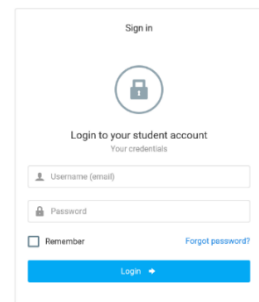 Sign in
Login to your student account
Your credentials
Username (email)
Password
Remember Forgot password?
Login